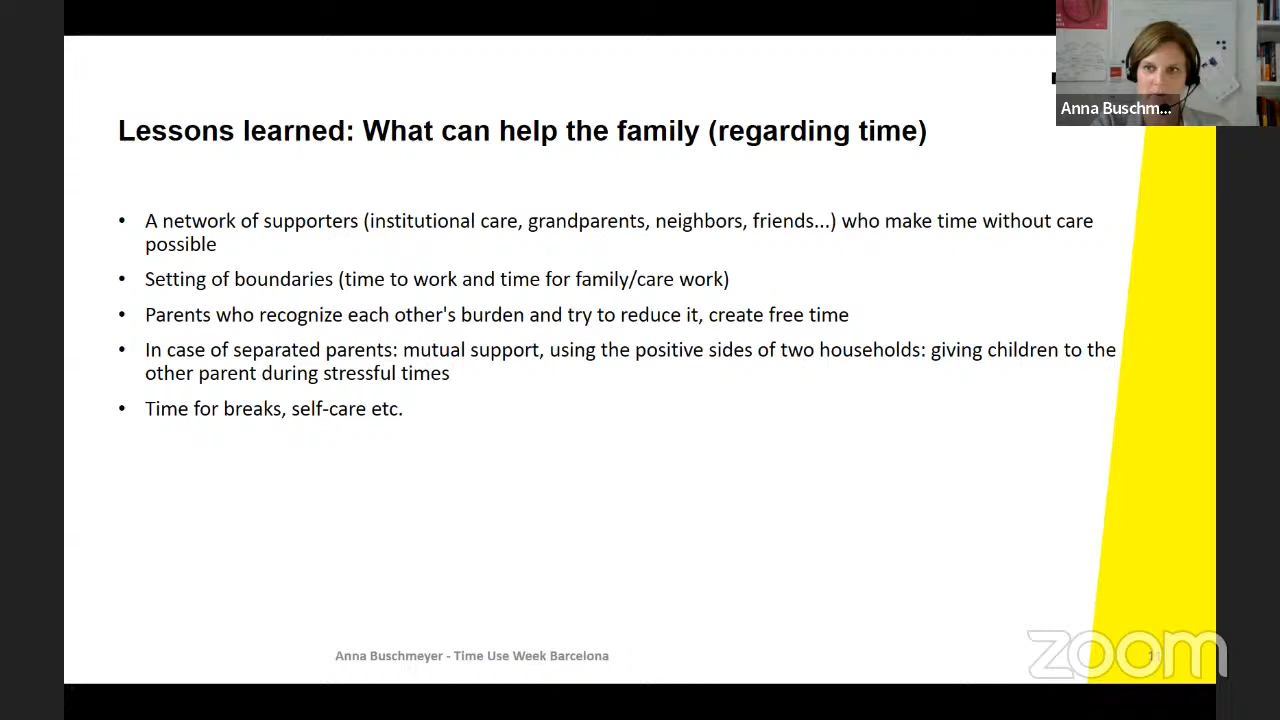 Anna Buschm...
Lessons learned: What can help the family (regarding time)
• A network of supporters (institutional care, grandparents, neighbors, friends...) who make time without care
possible
• Setting of boundaries (time to work and time for family/care work)
• Parents who recognize each other's burden and try to reduce it, create free time
• In case of separated parents: mutual support, using the positive sides of two households: giving children to the
other parent during stressful times
• Time for breaks, self-care etc.
Anna Buschmeyer - Time Use Week Barcelona
zoom